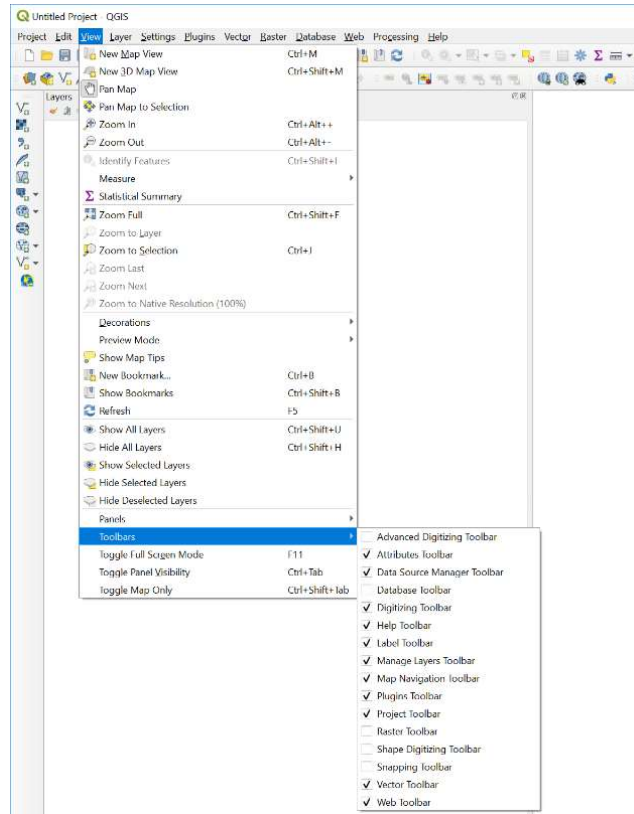 Untitled Project - QGIS
Project Edit View Layer Settings Plugins Vector Raster Database Web Processing Help
New Map View Ctrl+M
New 3D Map View Ctrl+Shift+M
Layers
Pan Map
Pan Map to Selection
Zoom In Ctrl+Alt++
Zoom Out Ctrl+Alt+-
Identify Features Ctrl+Shift+I
Measure
Statistical Summary
Zoom Full Ctrl+Shift+F
Zoom to Layer
Zoom to Selection Ctrl+J
Zoom Last
Zoom Next
Zoom to Native Resolution (100%)
Decorations
Preview Mode
Show Map Tips
New Bookmark... Ctrl+B
Show Bookmarks Ctrl+Shift+B
Refresh F5
Show All Layers Ctrl+Shift+U
Hide All Layers Ctrl+Shift+H
Show Selected Layers
Hide Selected Layers
Hide Deselected Layers
Panels
Toolbars
Toggle Full Screen Mode F11
Toggle Panel Visibility Ctrl+Tab
Toggle Map Only Ctrl+Shift+Tab
Advanced Digitizing Toolbar
Attributes Toolbar
Data Source Manager Toolbar
Database Toolbar
Digitizing Toolbar
Help Toolbar
Label Toolbar
Manage Layers Toolbar
Map Navigation Toolbar
Plugins Toolbar
Project Toolbar
Raster Toolbar
Shape Digitizing Toolbar
Snapping Toolbar
Vector Toolbar
Web Toolbar